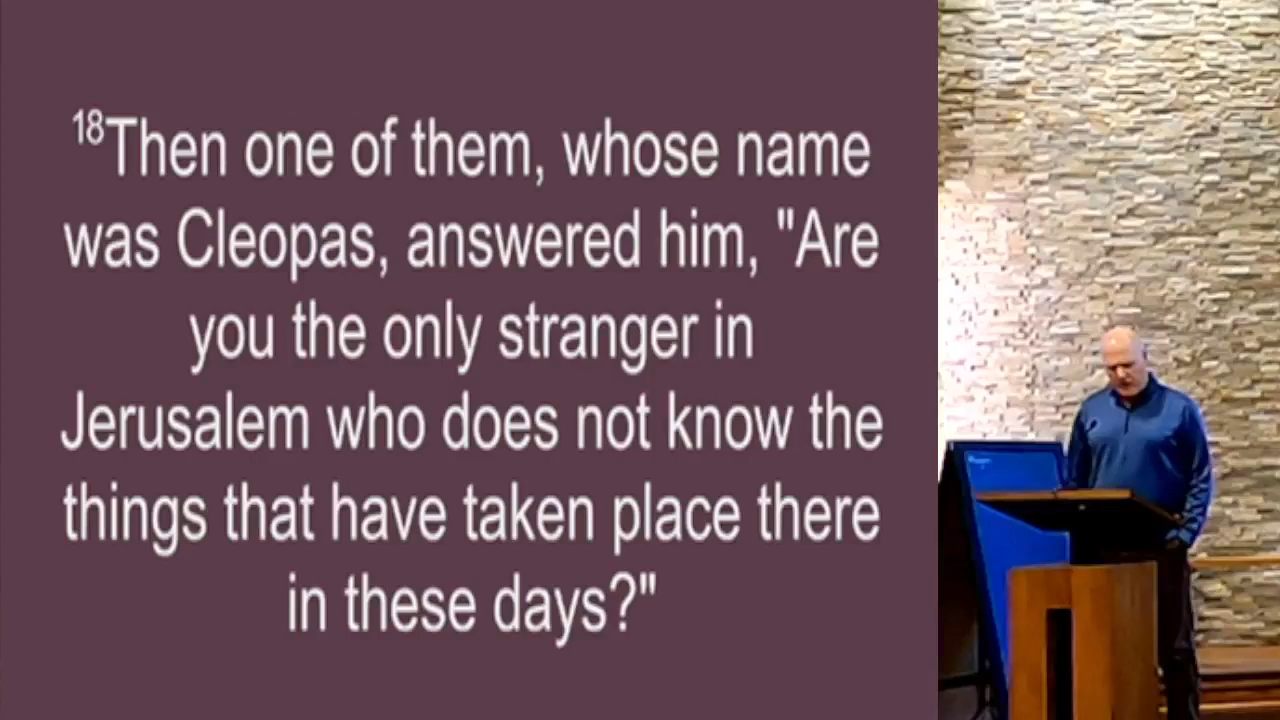 18Then one of them, whose name
was Cleopas, answered him, "Are
you the only stranger in
Jerusalem who does not know the
things that have taken place there
in these days?"